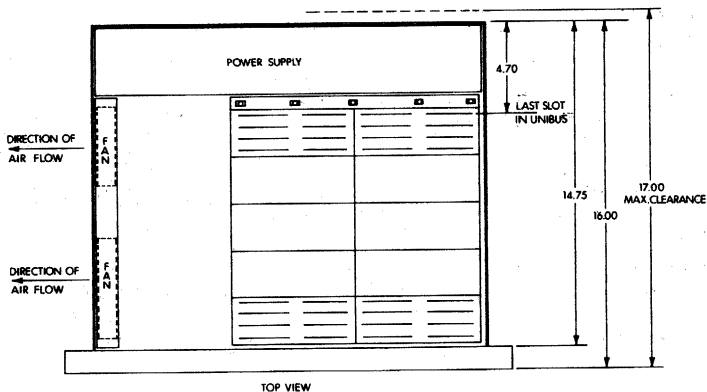 POWER SUPPLY
4.70
LAST SLOT
IN UNIBUS
DIRECTION OF
AIR FLOW
FAN
17.00
MAX.CLEARANCE
14.75
16.00
DIRECTION OF
AIR FLOW
FAN
TOP VIEW